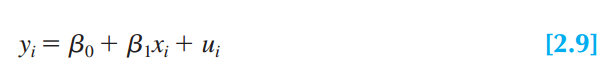 yᵢ = β₀ + β₁xᵢ + uᵢ [2.9]